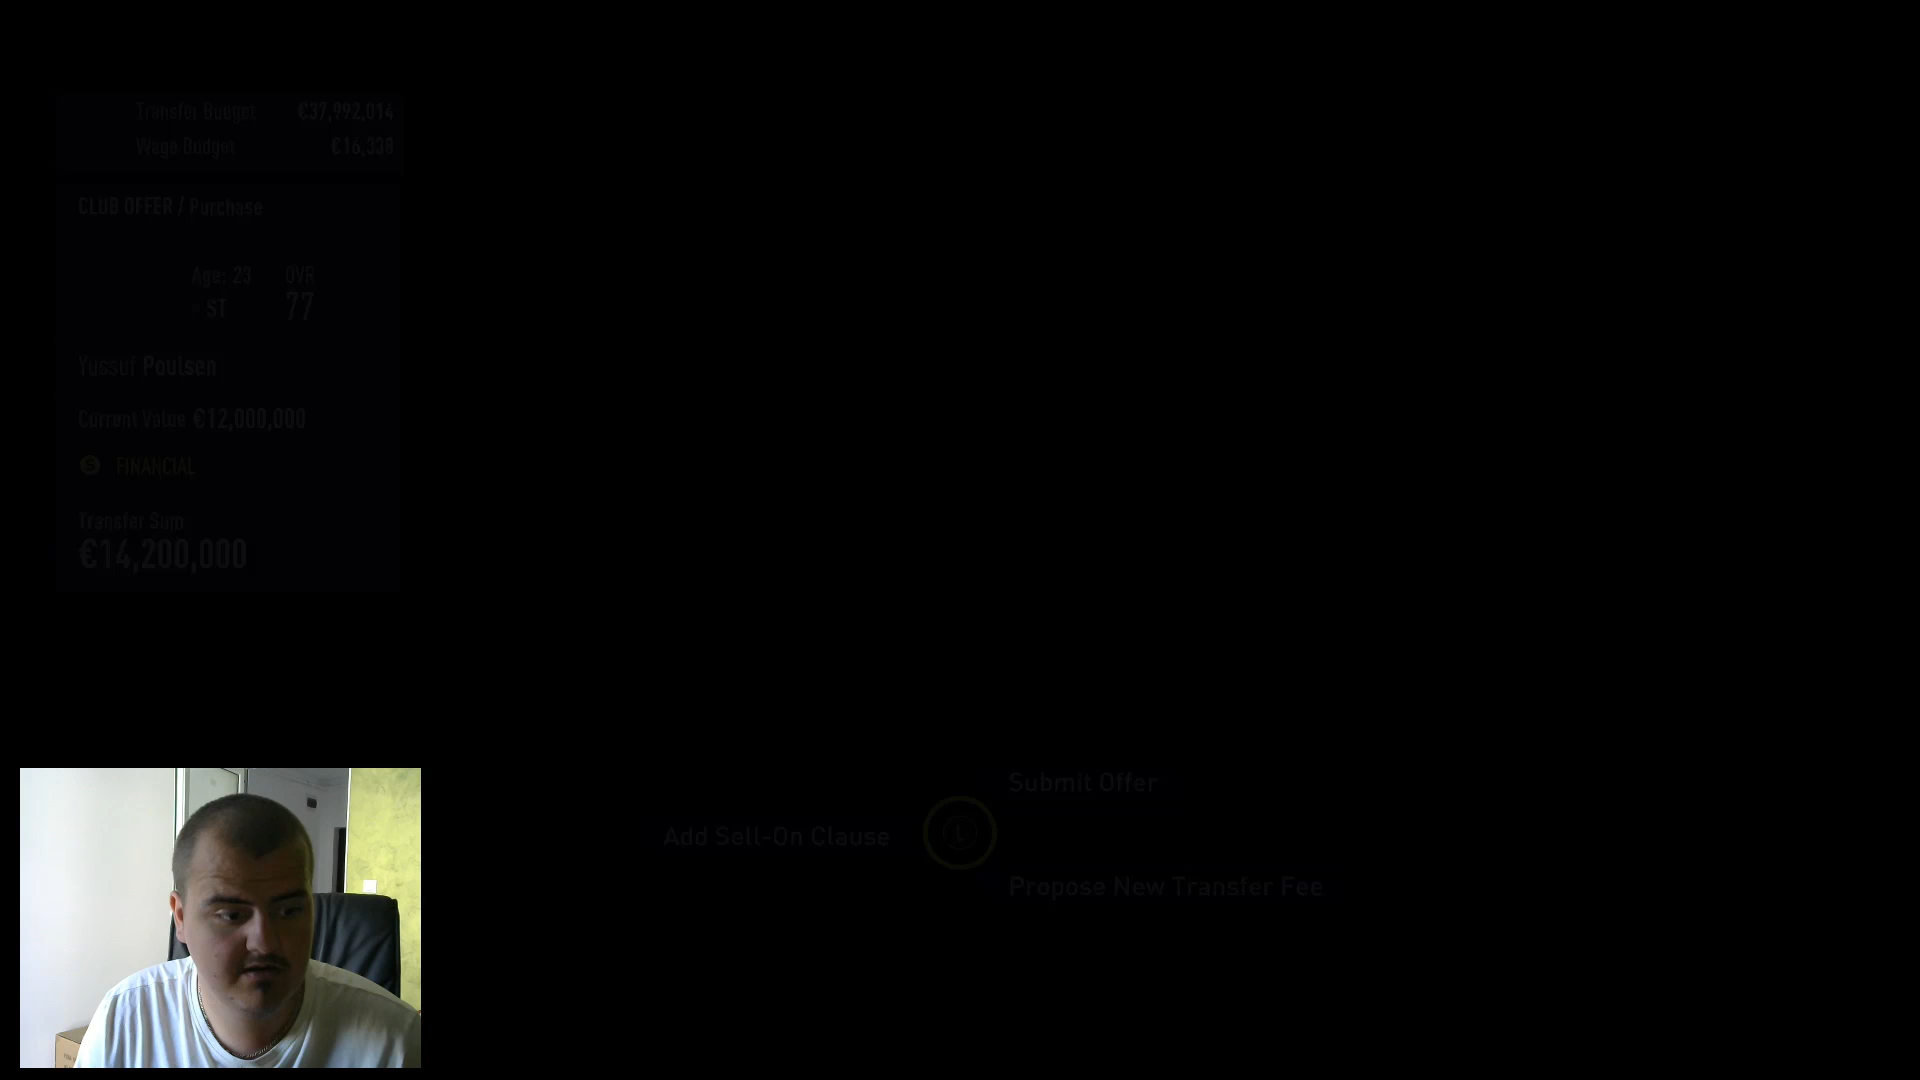 Transfer Budget €37,992,014
Wage Budget €16,338
CLUB OFFER / Purchase
Age: 23 OVR
ST 77
Yussuf Poulsen
Current Value €12,000,000
FINANCIAL
Transfer Sum
€14,200,000
Submit Offer
Add Sell-On Clause
L
Propose New Transfer Fee